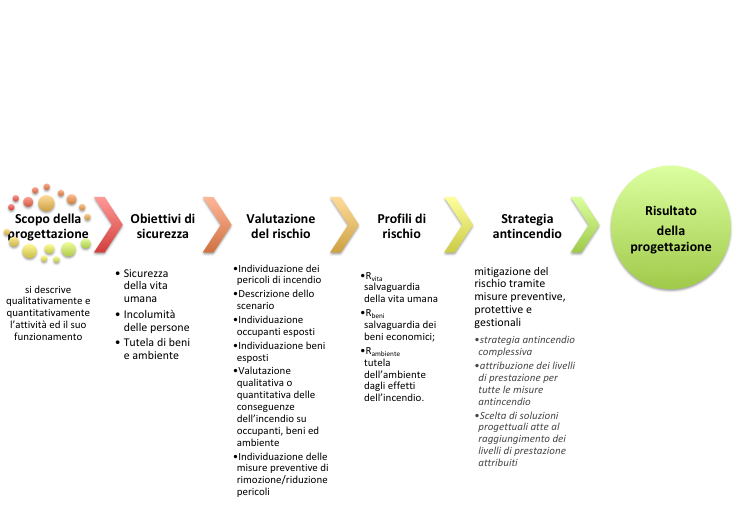 Scopo della
progettazione
si descrive
qualitativamente e
quantitativamente
l'attività ed il suo
funzionamento
Obiettivi di
sicurezza
• Sicurezza
della vita
umana
• Incolumità
delle persone
• Tutela di beni
e ambiente
Valutazione
del rischio
•Individuazione dei
pericoli di incendio
•Descrizione dello
scenario
•Individuazione
occupanti esposti
•Individuazione beni
esposti
•Valutazione
qualitativa o
quantitativa delle
conseguenze
dell'incendio su
occupanti, beni ed
ambiente
•Individuazione delle
misure preventive di
rimozione/riduzione
pericoli
Profili di
rischio
•Rvita
salvaguardia
della vita umana
•Rbeni
salvaguardia dei
beni economici;
•Rambiente
tutela
dell'ambiente
dagli effetti
dell'incendio.
Strategia
antincendio
mitigazione del
rischio tramite
misure preventive,
protettive e
gestionali
•strategia antincendio
complessiva
•attribuzione dei livelli
di prestazione per
tutte le misure
antincendio
•Scelta di soluzioni
progettuali atte al
raggiungimento dei
livelli di prestazione
attribuiti
Risultato
della
progettazione